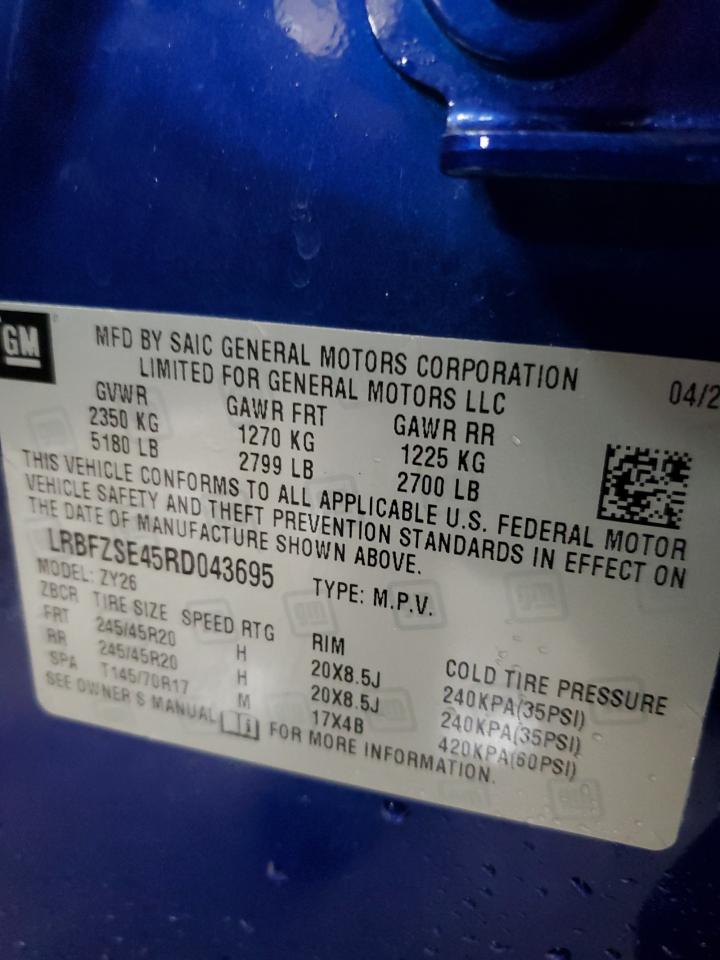 GM
MFD BY SAIC GENERAL MOTORS CORPORATION
LIMITED FOR GENERAL MOTORS LLC
04/2
GVWR GAWR FRT GAWR RR
2350 KG 1270 KG 1225 KG
5180 LB 2799 LB 2700 LB
THIS VEHICLE CONFORMS TO ALL APPLICABLE U.S. FEDERAL MOTOR
VEHICLE SAFETY AND THEFT PREVENTION STANDARDS IN EFFECT ON
THE DATE OF MANUFACTURE SHOWN ABOVE.
LRBFZSE45RD043695 TYPE: M.P.V.
MODEL: ZY26
ZBCR TIRE SIZE SPEED RTG RIM COLD TIRE PRESSURE
FRT 245/45R20 H 20X8.5J 240KPA(35PSI)
RR 245/45R20 H 20X8.5J 240KPA(35PSI)
SPA T145/70R17 M 17X4B 420KPA(60PSI)
SEE OWNER'S MANUAL FOR MORE INFORMATION.